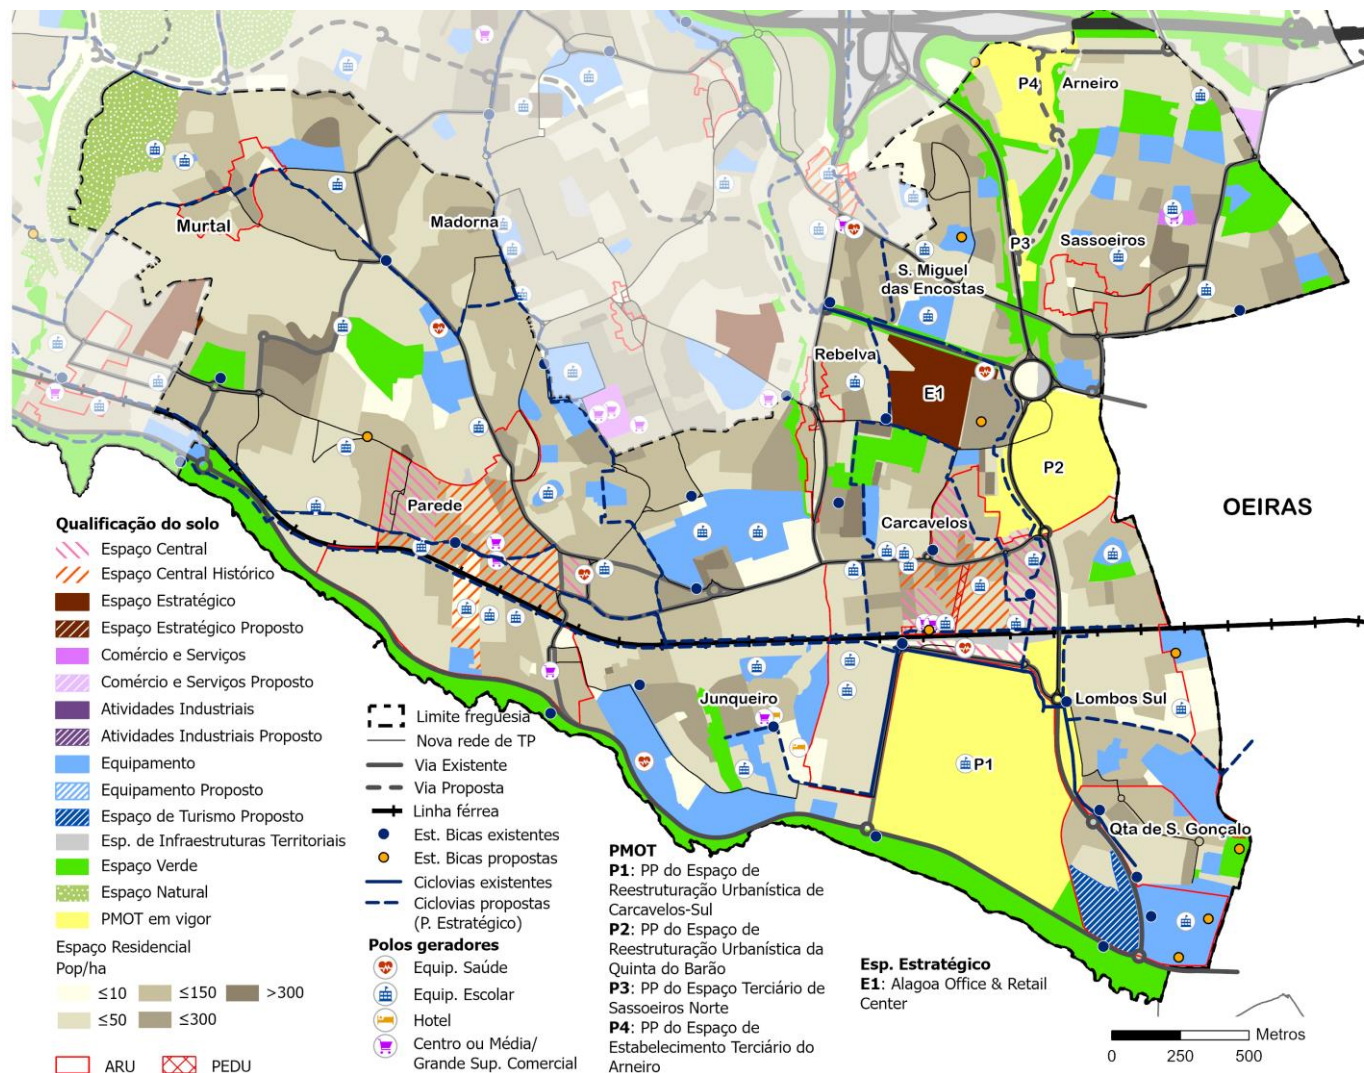 P4
Arneiro
Murtal
Madorna
P3
Sassoeiros
S. Miguel
das Encostas
Rebelva
E1
P2
OEIRAS
Parede
Carcavelos
Junqueiro
Lombos Sul
P1
Qta de S. Gonçalo
Qualificação do solo
Espaço Central
Espaço Central Histórico
Espaço Estratégico
Espaço Estratégico Proposto
Comércio e Serviços
Comércio e Serviços Proposto
Atividades Industriais
Atividades Industriais Proposto
Equipamento
Equipamento Proposto
Espaço de Turismo Proposto
Esp. de Infraestruturas Territoriais
Espaço Verde
Espaço Natural
PMOT em vigor
Espaço Residencial
Pop/ha
≤10 ≤150 >300
≤50 ≤300
ARU PEDU
Limite freguesia
Nova rede de TP
Via Existente
Via Proposta
Linha férrea
Est. Bicas existentes
Est. Bicas propostas
Ciclovias existentes
Ciclovias propostas
(P. Estratégico)
Polos geradores
Equip. Saúde
Equip. Escolar
Hotel
Centro ou Média/
Grande Sup. Comercial
PMOT
P1: PP do Espaço de
Reestruturação Urbanística de
Carcavelos-Sul
P2: PP do Espaço de
Reestruturação Urbanística da
Quinta do Barão
P3: PP do Espaço Terciário de
Sassoeiros Norte
P4: PP do Espaço de
Estabelecimento Terciário do
Arneiro
Esp. Estratégico
E1: Alagoa Office & Retail
Center
Metros
0 250 500